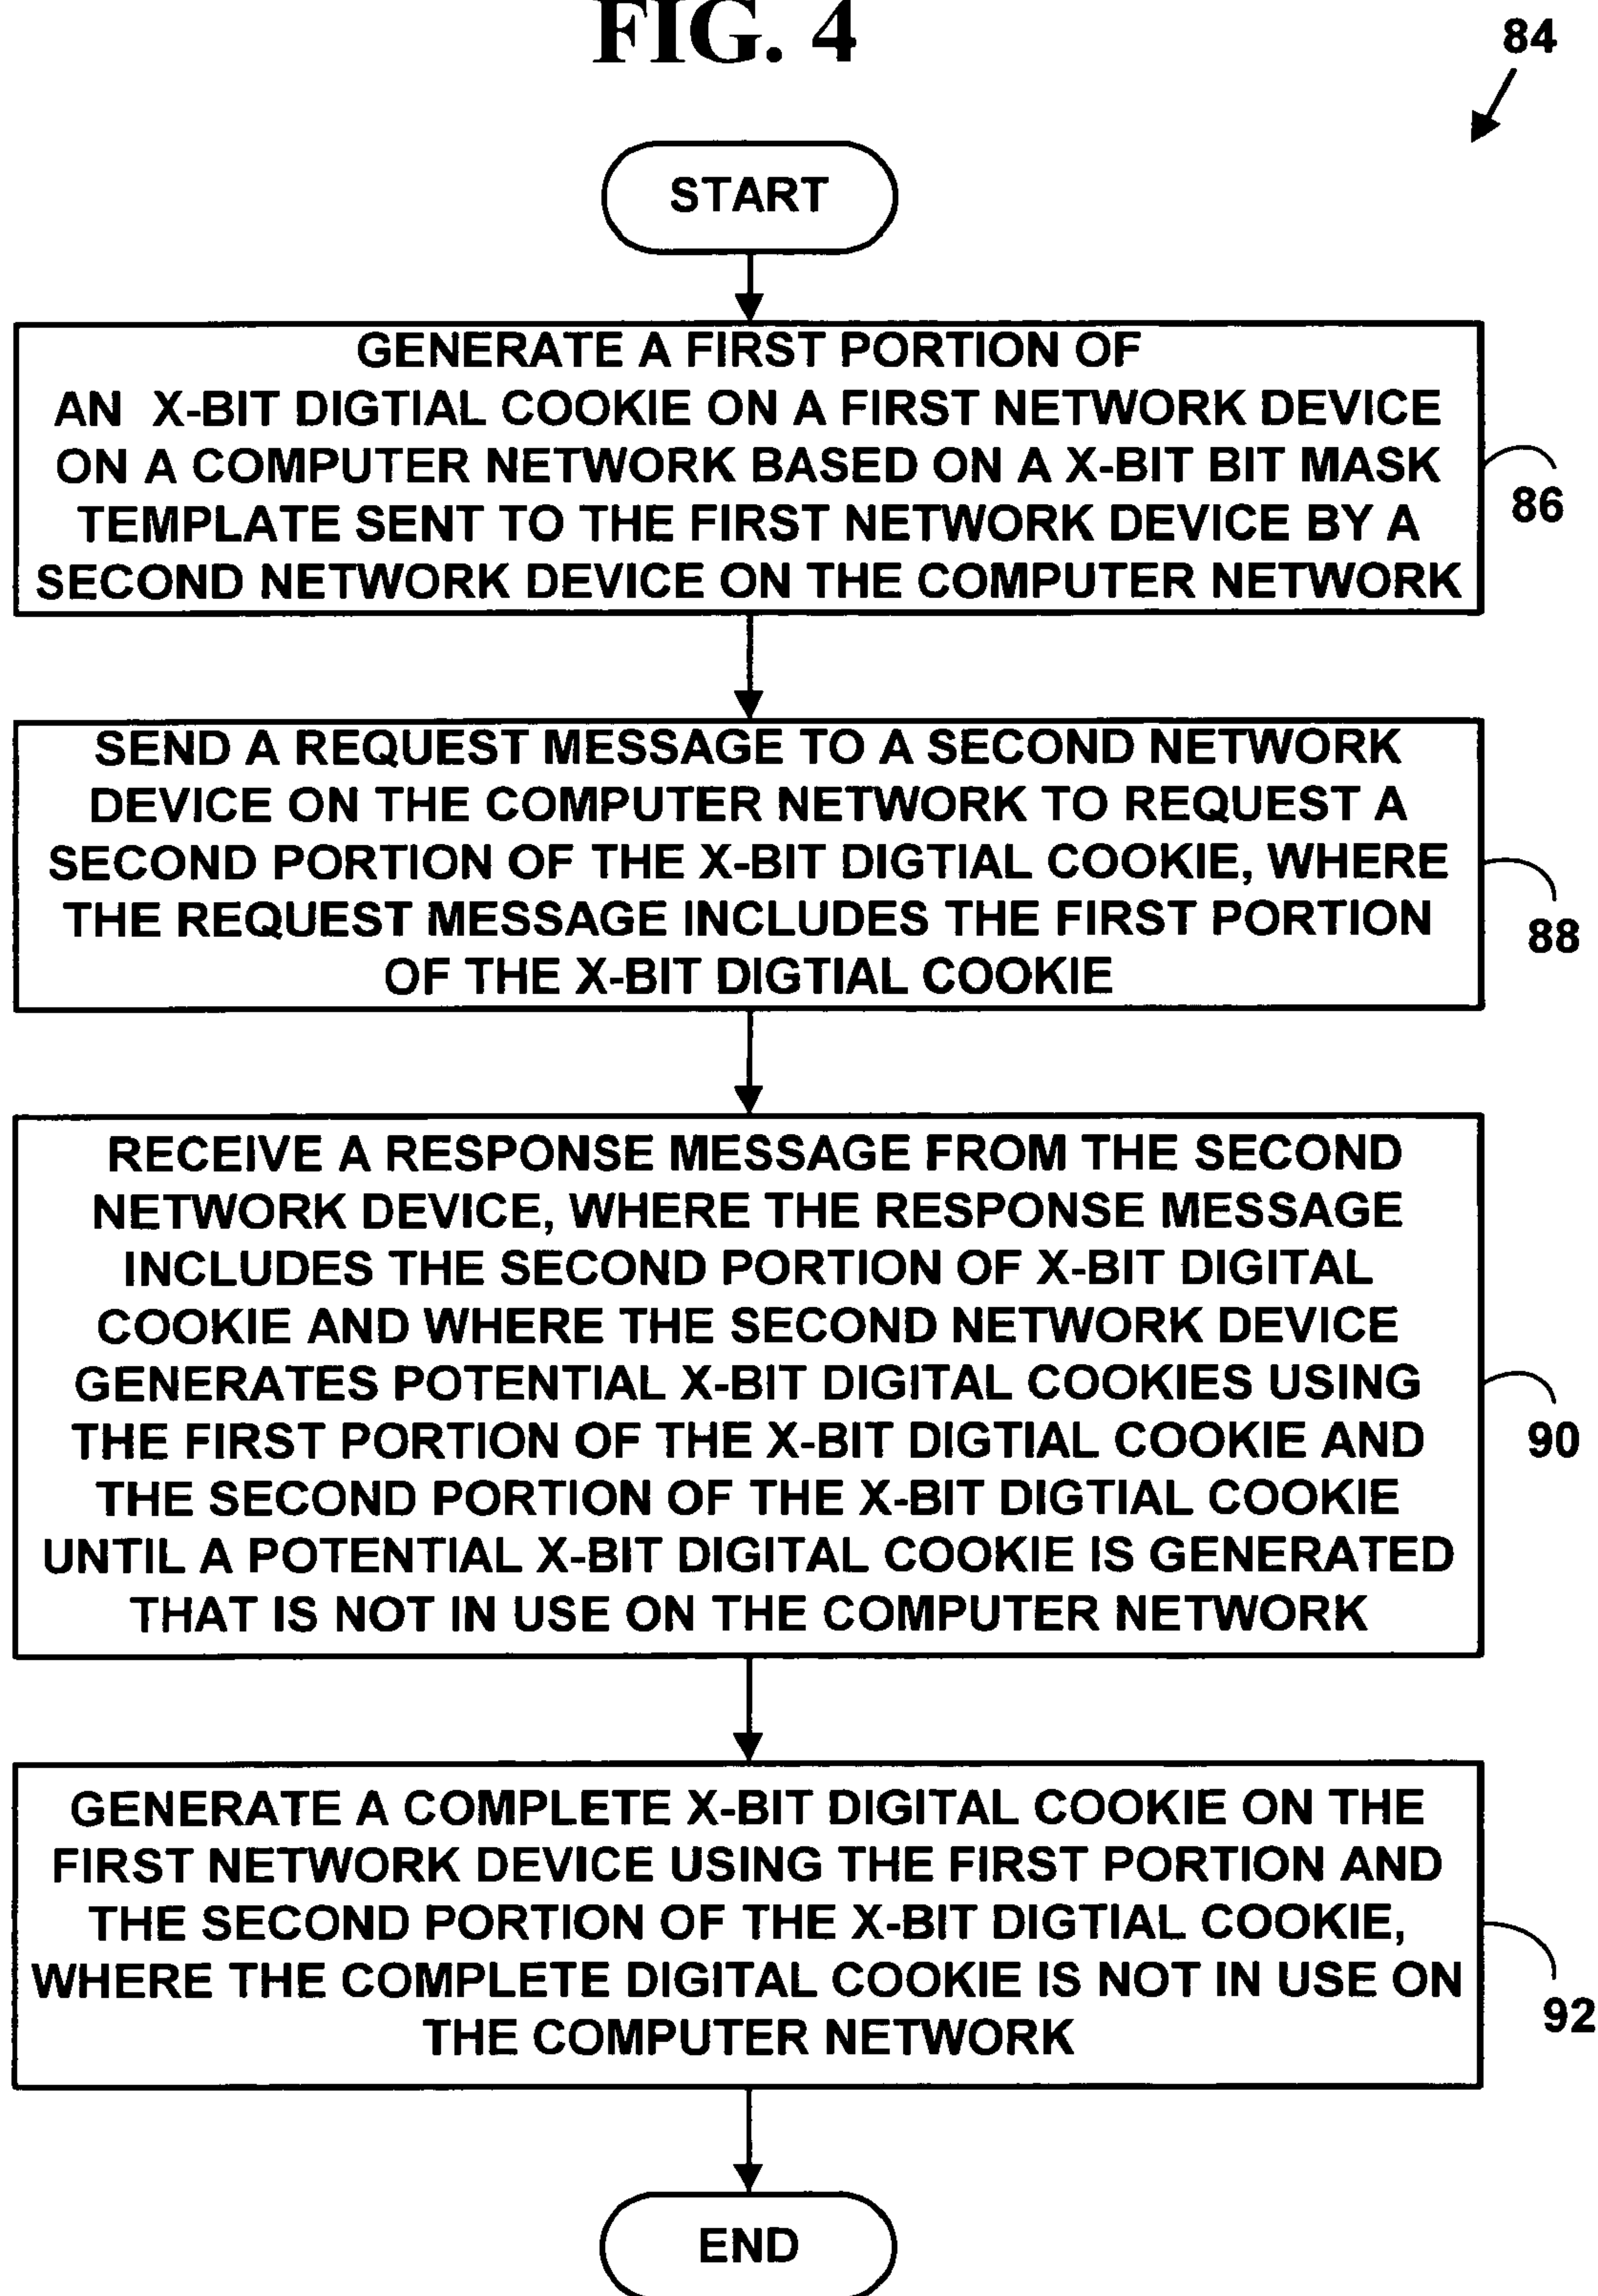 FIG. 4
84
START
GENERATE A FIRST PORTION OF
AN X-BIT DIGTIAL COOKIE ON A FIRST NETWORK DEVICE
ON A COMPUTER NETWORK BASED ON A X-BIT BIT MASK
TEMPLATE SENT TO THE FIRST NETWORK DEVICE BY A
SECOND NETWORK DEVICE ON THE COMPUTER NETWORK
86
SEND A REQUEST MESSAGE TO A SECOND NETWORK
DEVICE ON THE COMPUTER NETWORK TO REQUEST A
SECOND PORTION OF THE X-BIT DIGTIAL COOKIE, WHERE
THE REQUEST MESSAGE INCLUDES THE FIRST PORTION
OF THE X-BIT DIGTIAL COOKIE
88
RECEIVE A RESPONSE MESSAGE FROM THE SECOND
NETWORK DEVICE, WHERE THE RESPONSE MESSAGE
INCLUDES THE SECOND PORTION OF X-BIT DIGITAL
COOKIE AND WHERE THE SECOND NETWORK DEVICE
GENERATES POTENTIAL X-BIT DIGITAL COOKIES USING
THE FIRST PORTION OF THE X-BIT DIGTIAL COOKIE AND
THE SECOND PORTION OF THE X-BIT DIGTIAL COOKIE
UNTIL A POTENTIAL X-BIT DIGITAL COOKIE IS GENERATED
THAT IS NOT IN USE ON THE COMPUTER NETWORK
90
GENERATE A COMPLETE X-BIT DIGITAL COOKIE ON THE
FIRST NETWORK DEVICE USING THE FIRST PORTION AND
THE SECOND PORTION OF THE X-BIT DIGTIAL COOKIE,
WHERE THE COMPLETE DIGITAL COOKIE IS NOT IN USE ON
THE COMPUTER NETWORK
92
END